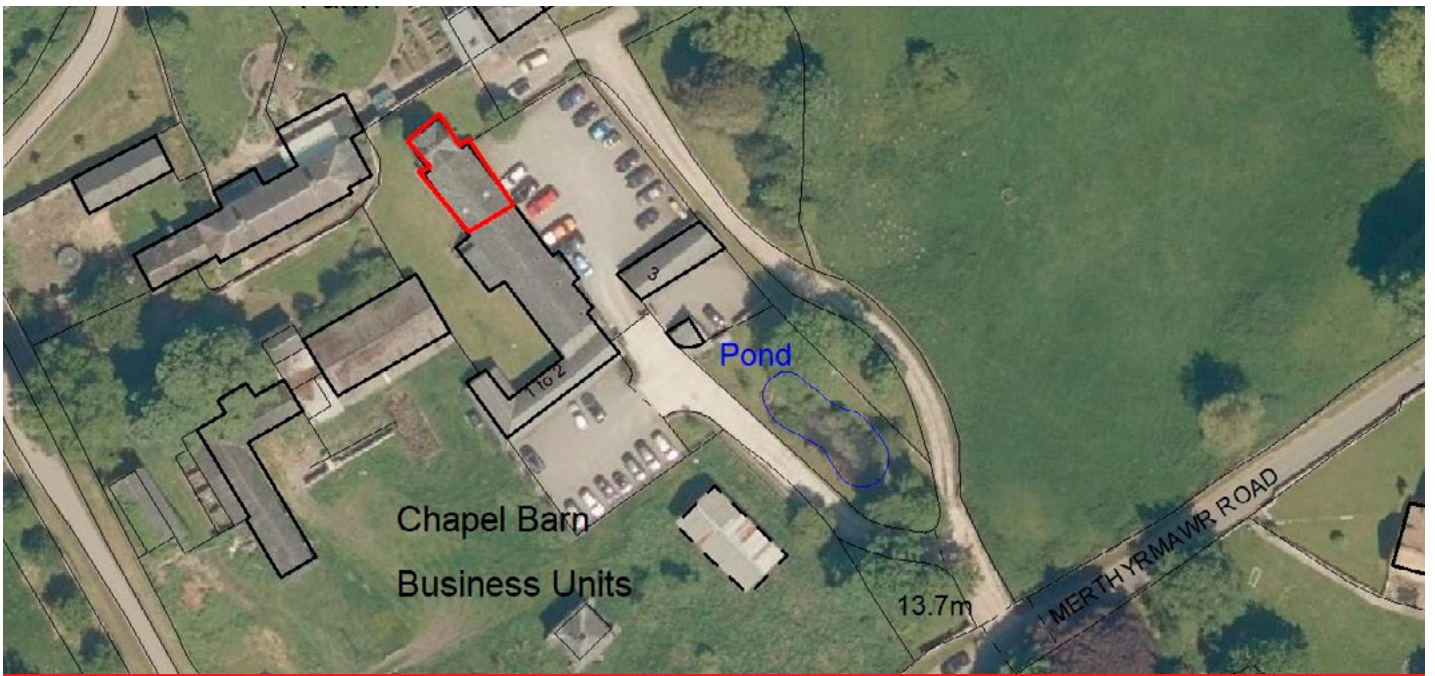 3
Pond
1 to 2
Chapel Barn
Business Units
13.7m
MERTHYRMAWR ROAD